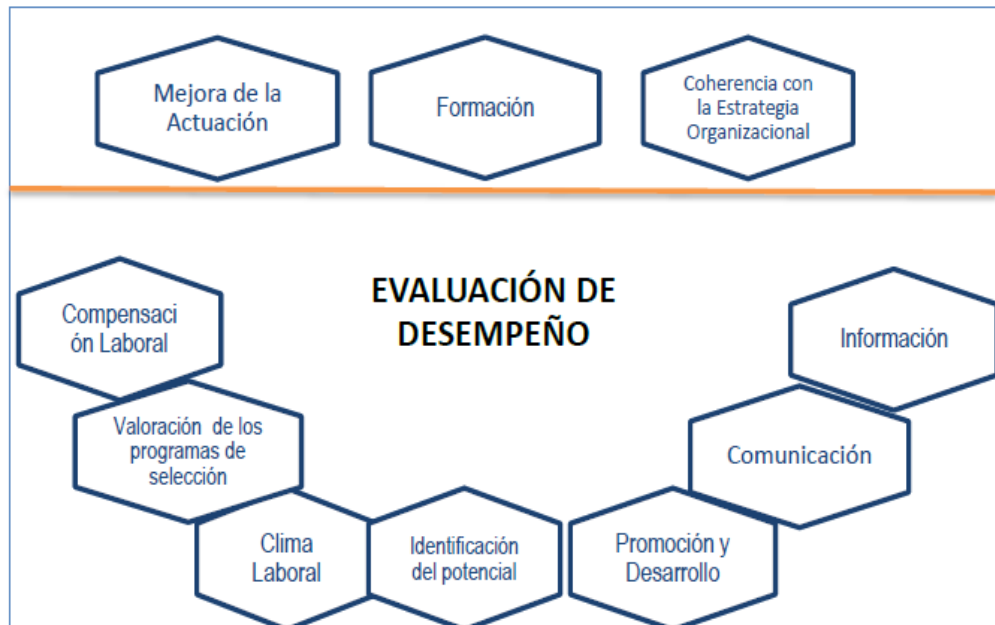 Mejora de la
Actuación
Formación
Coherencia con
la Estrategia
Organizacional
EVALUACIÓN DE
DESEMPEÑO
Compensaci
ón Laboral
Información
Valoración de los
programas de
selección
Comunicación
Clima
Laboral
Identificación
del potencial
Promoción y
Desarrollo